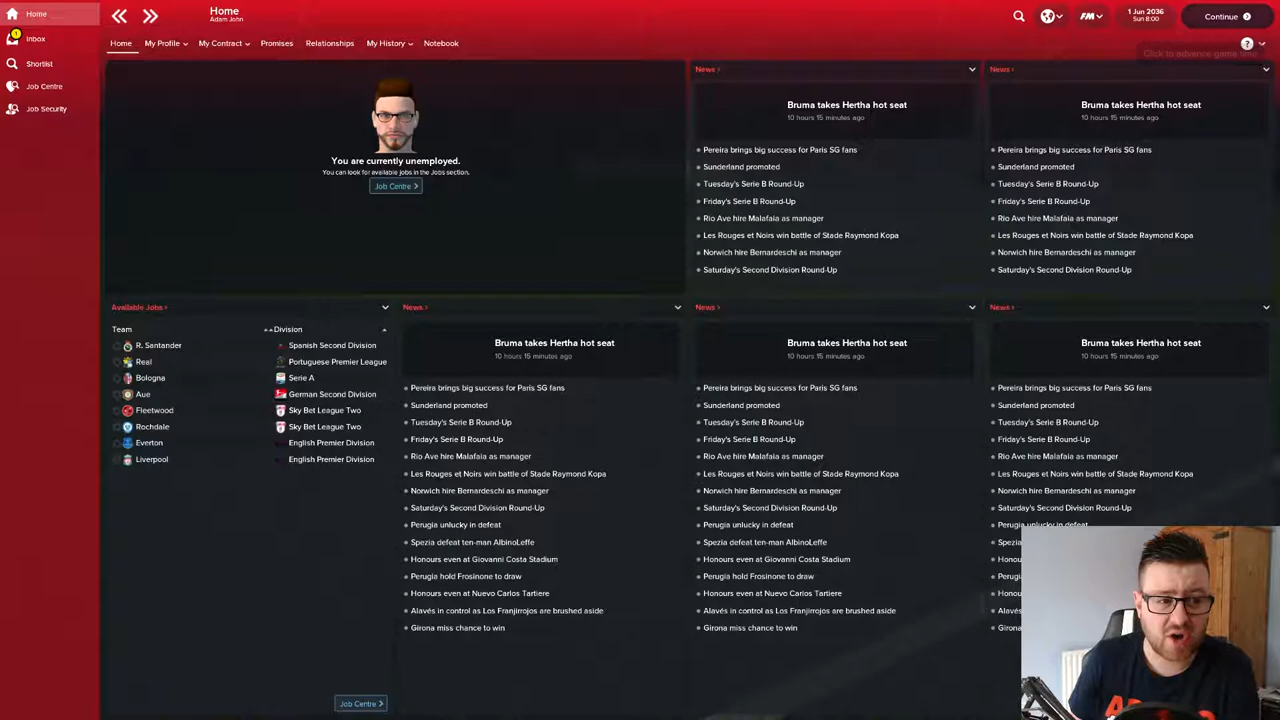 Home
Inbox
1
Shortlist
Job Centre
Job Security
Home
Adam John
FM
1 Jun 2036
Sun 8:00
Continue
Click to advance game time
Home
My Profile
My Contract
Promises
Relationships
My History
Notebook
?
You are currently unemployed.
You can look for available jobs in the Jobs section.
Job Centre >
News >
Bruma takes Hertha hot seat
10 hours 15 minutes ago
Pereira brings big success for Paris SG fans
Sunderland promoted
Tuesday's Serie B Round-Up
Friday's Serie B Round-Up
Rio Ave hire Malafaia as manager
Les Rouges et Noirs win battle of Stade Raymond Kopa
Norwich hire Bernardeschi as manager
Saturday's Second Division Round-Up
News >
Bruma takes Hertha hot seat
10 hours 15 minutes ago
Pereira brings big success for Paris SG fans
Sunderland promoted
Tuesday's Serie B Round-Up
Friday's Serie B Round-Up
Rio Ave hire Malafaia as manager
Les Rouges et Noirs win battle of Stade Raymond Kopa
Norwich hire Bernardeschi as manager
Saturday's Second Division Round-Up
Available Jobs >
Team Division
R. Santander Spanish Second Division
Real Portuguese Premier League
Bologna Serie A
Aue German Second Division
Fleetwood Sky Bet League Two
Rochdale Sky Bet League Two
Everton English Premier Division
Liverpool English Premier Division
Job Centre >
News >
Bruma takes Hertha hot seat
10 hours 15 minutes ago
Pereira brings big success for Paris SG fans
Sunderland promoted
Tuesday's Serie B Round-Up
Friday's Serie B Round-Up
Rio Ave hire Malafaia as manager
Les Rouges et Noirs win battle of Stade Raymond Kopa
Norwich hire Bernardeschi as manager
Saturday's Second Division Round-Up
Perugia unlucky in defeat
Spezia defeat ten-man AlbinoLeffe
Honours even at Giovanni Costa Stadium
Perugia hold Frosinone to draw
Honours even at Nuevo Carlos Tartiere
Alavés in control as Los Franjirrojos are brushed aside
Girona miss chance to win
News >
Bruma takes Hertha hot seat
10 hours 15 minutes ago
Pereira brings big success for Paris SG fans
Sunderland promoted
Tuesday's Serie B Round-Up
Friday's Serie B Round-Up
Rio Ave hire Malafaia as manager
Les Rouges et Noirs win battle of Stade Raymond Kopa
Norwich hire Bernardeschi as manager
Saturday's Second Division Round-Up
Perugia unlucky in defeat
Spezia defeat ten-man AlbinoLeffe
Honours even at Giovanni Costa Stadium
Perugia hold Frosinone to draw
Honours even at Nuevo Carlos Tartiere
Alavés in control as Los Franjirrojos are brushed aside
Girona miss chance to win
News >
Bruma takes Hertha hot seat
10 hours 15 minutes ago
Pereira brings big success for Paris SG fans
Sunderland promoted
Tuesday's Serie B Round-Up
Friday's Serie B Round-Up
Rio Ave hire Malafaia as manager
Les Rouges et Noirs win battle of Stade Raymond Kopa
Norwich hire Bernardeschi as manager
Saturday's Second Division Round-Up
Perugia unlucky in defeat
Spezia
Honou
Perugia
Honou
Alavés
Girona